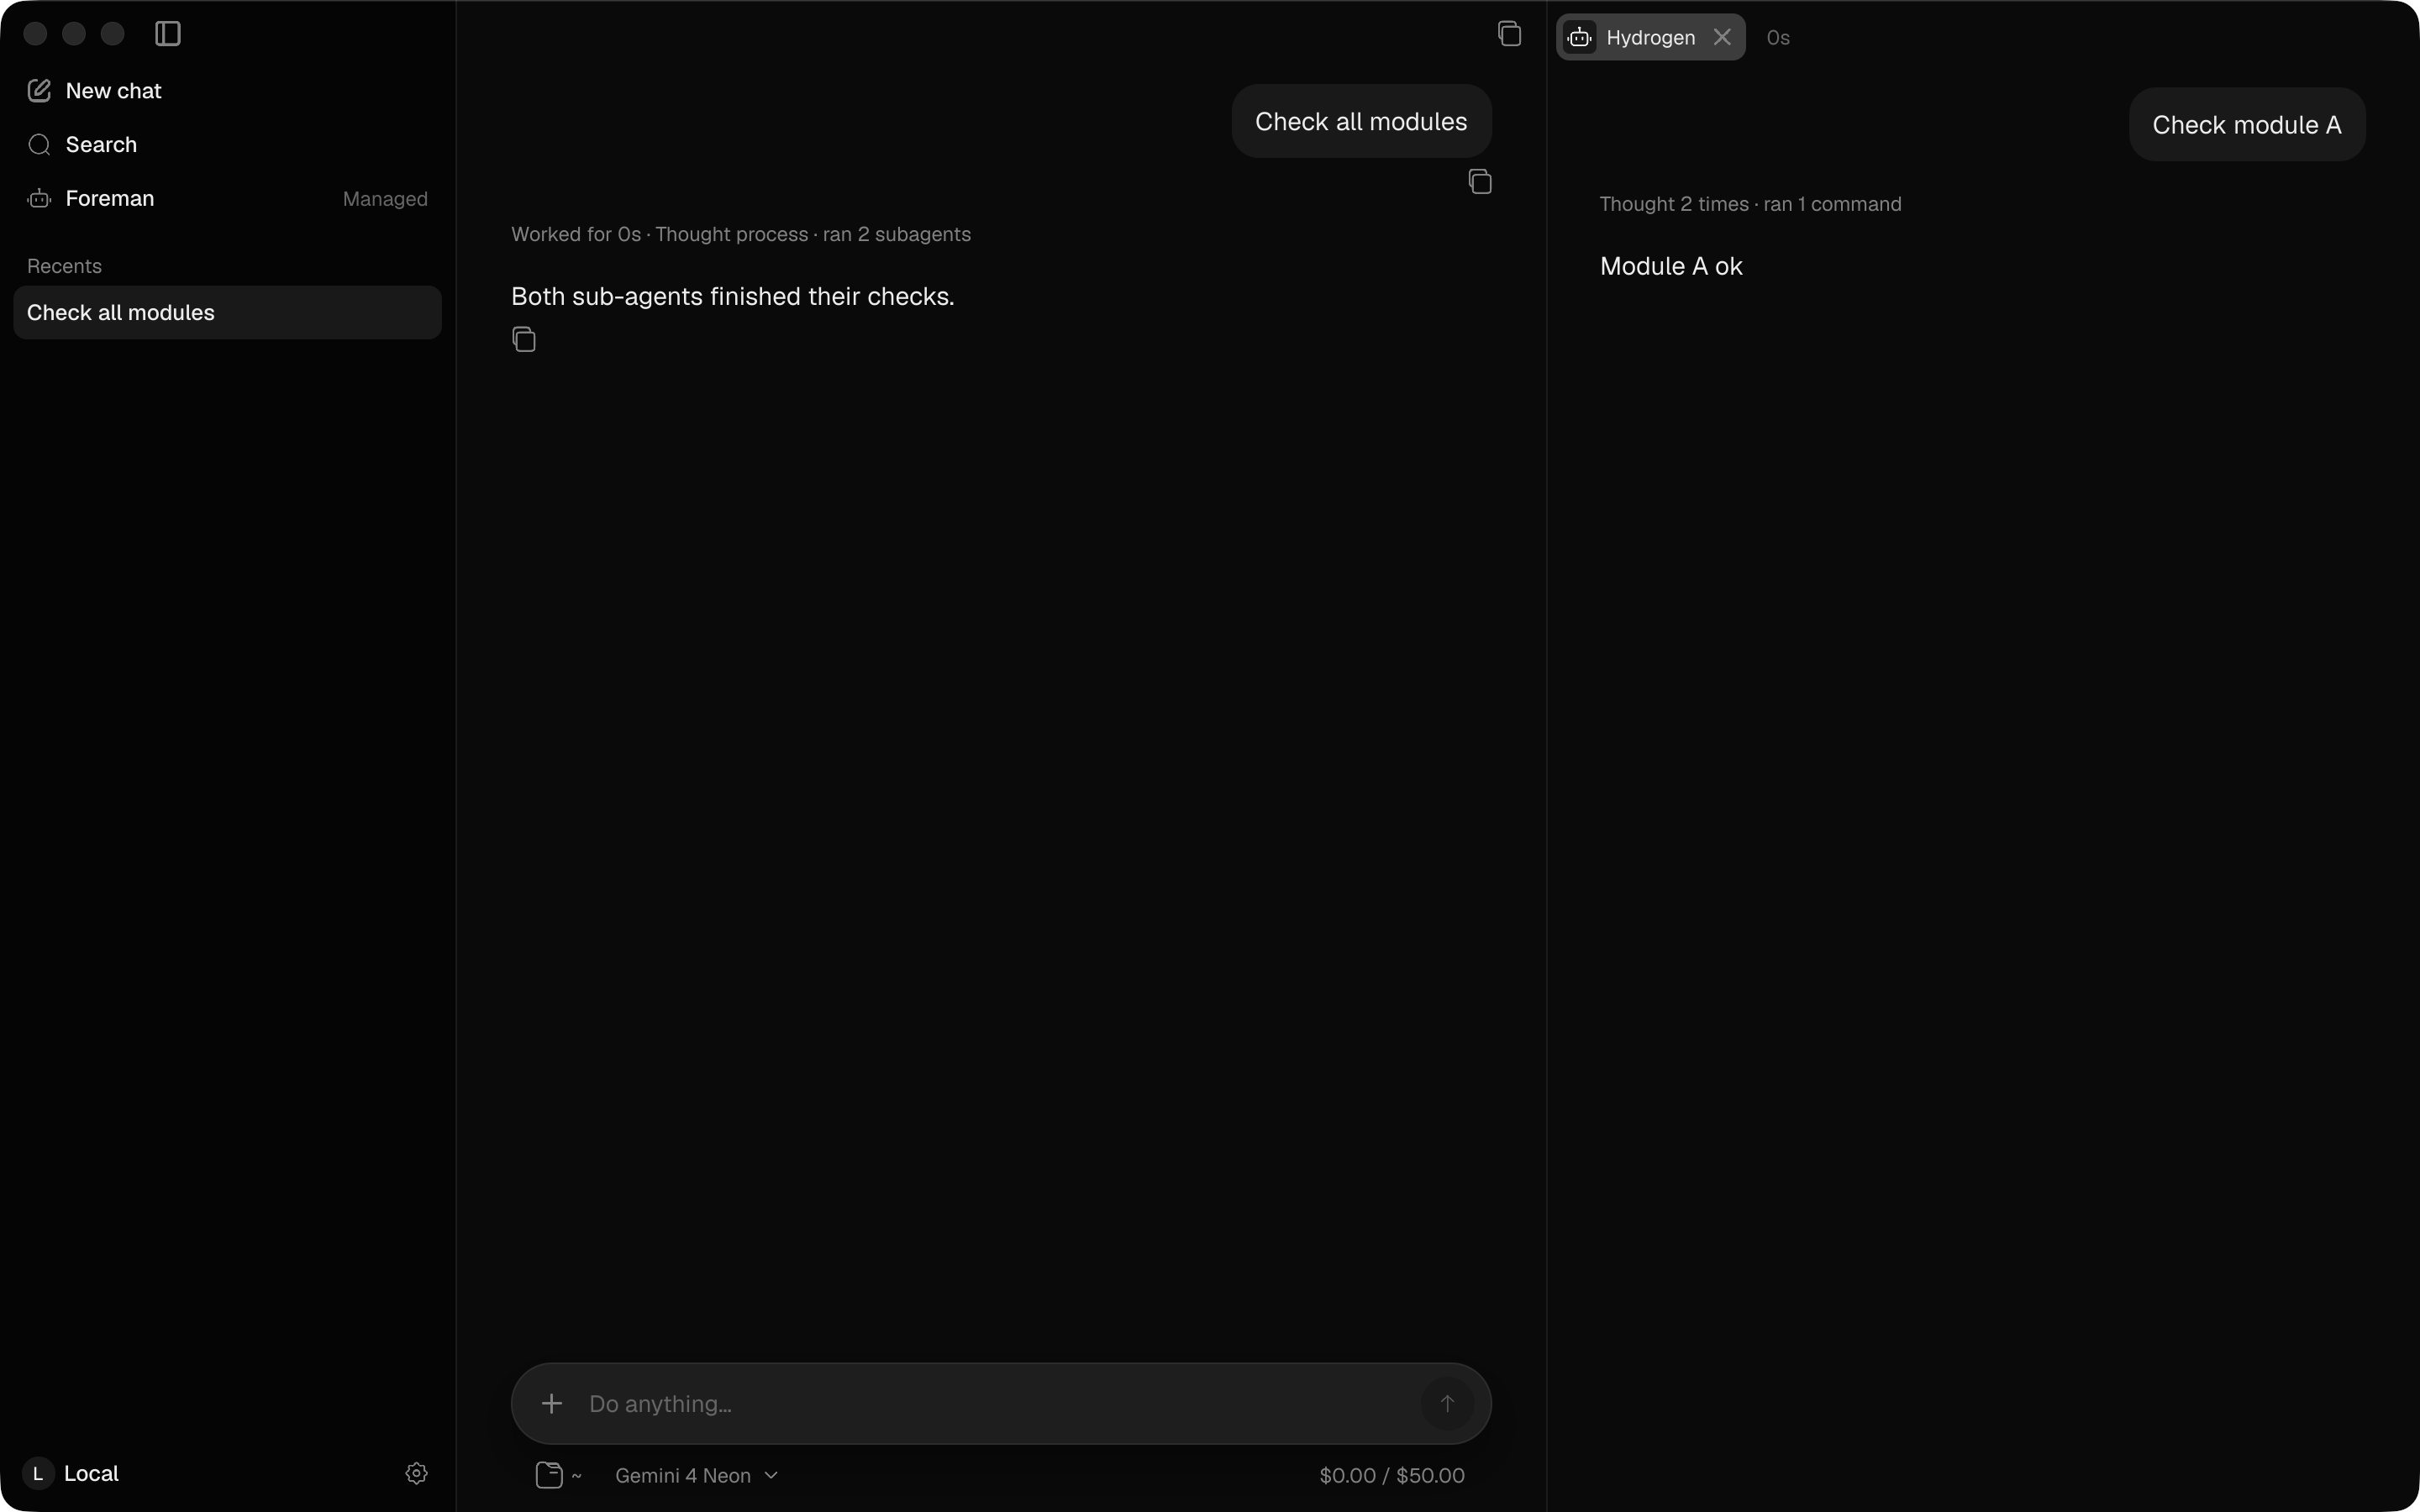 New chat
Search
Foreman Managed
Recents
Check all modules
L Local
Check all modules
Worked for 0s · Thought process · ran 2 subagents
Both sub-agents finished their checks.
Do anything...
~ Gemini 4 Neon $0.00 / $50.00
Hydrogen 0s
Check module A
Thought 2 times · ran 1 command
Module A ok